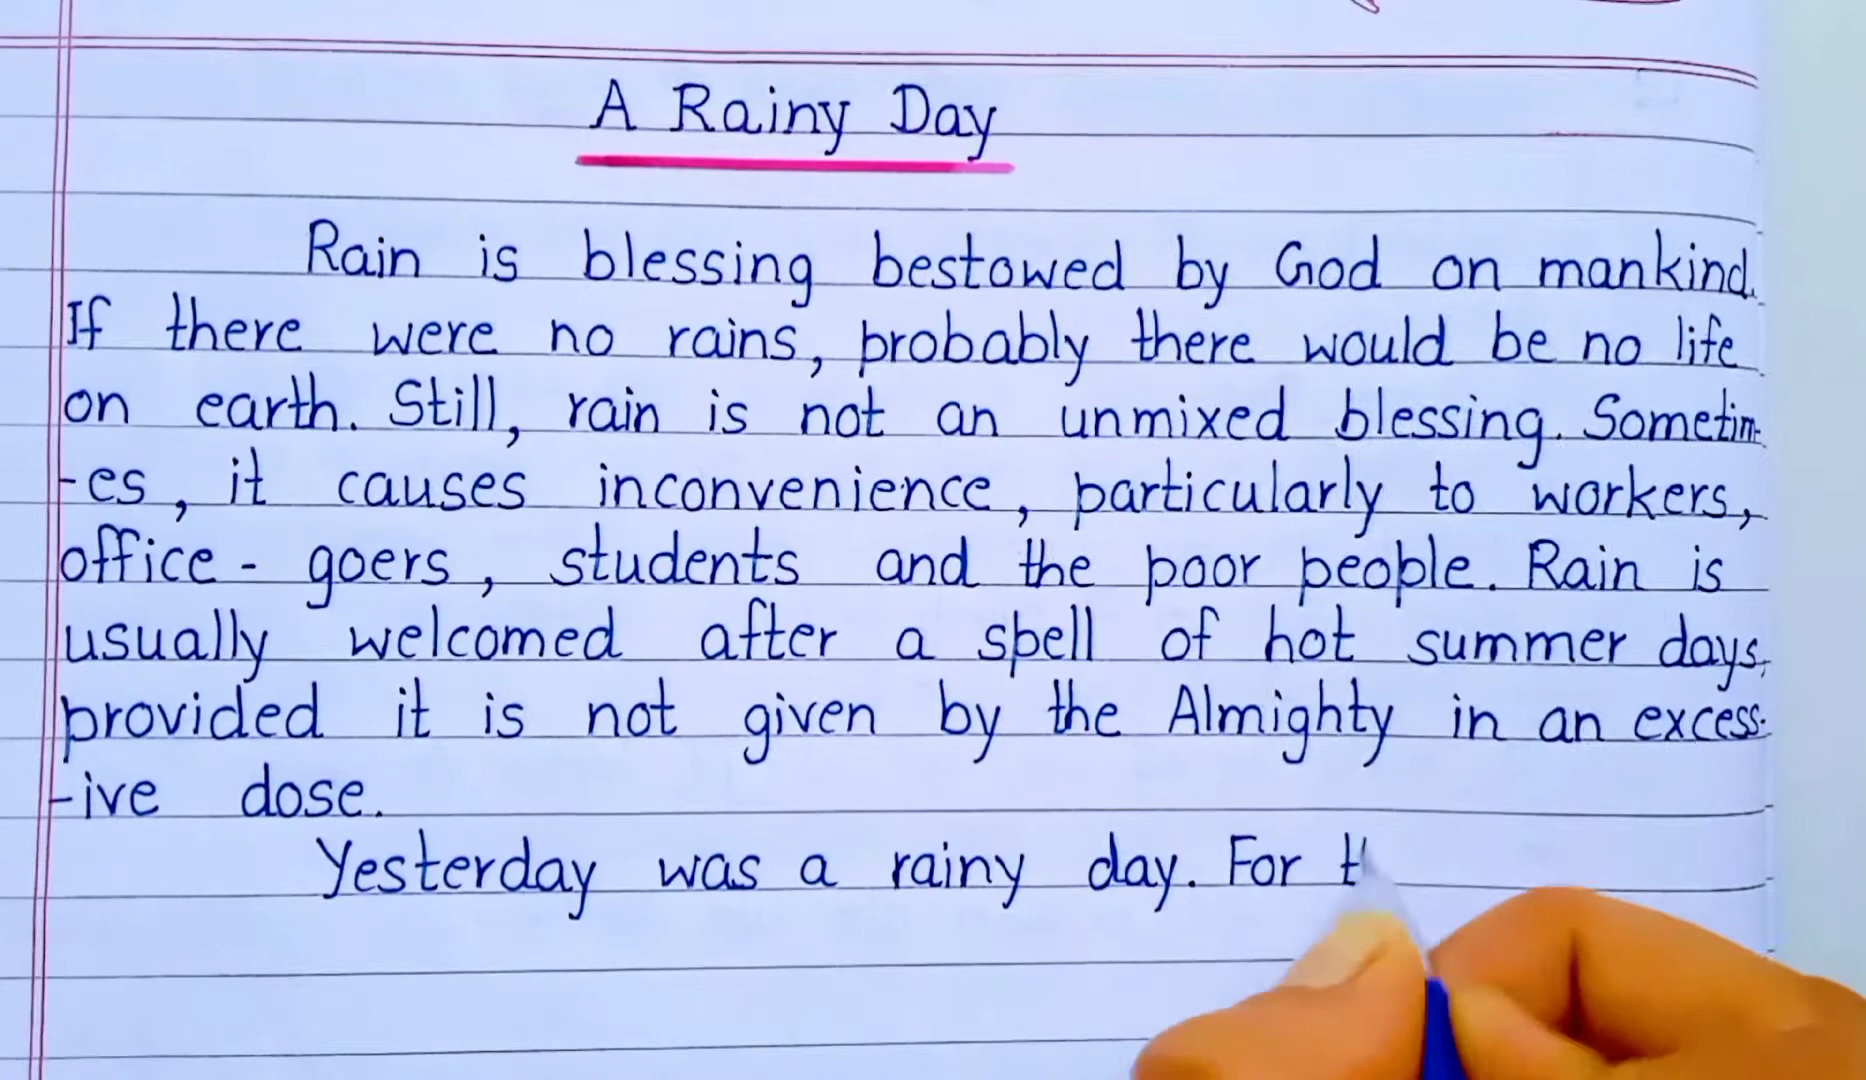 A Rainy Day
Rain is blessing bestowed by God on mankind.
If there were no rains, probably there would be no life
on earth. Still, rain is not an unmixed blessing. Sometim-
-es, it causes inconvenience, particularly to workers,
office - goers, students and the poor people. Rain is
usually welcomed after a spell of hot summer days,
provided it is not given by the Almighty in an excess-
-ive dose.
Yesterday was a rainy day. For